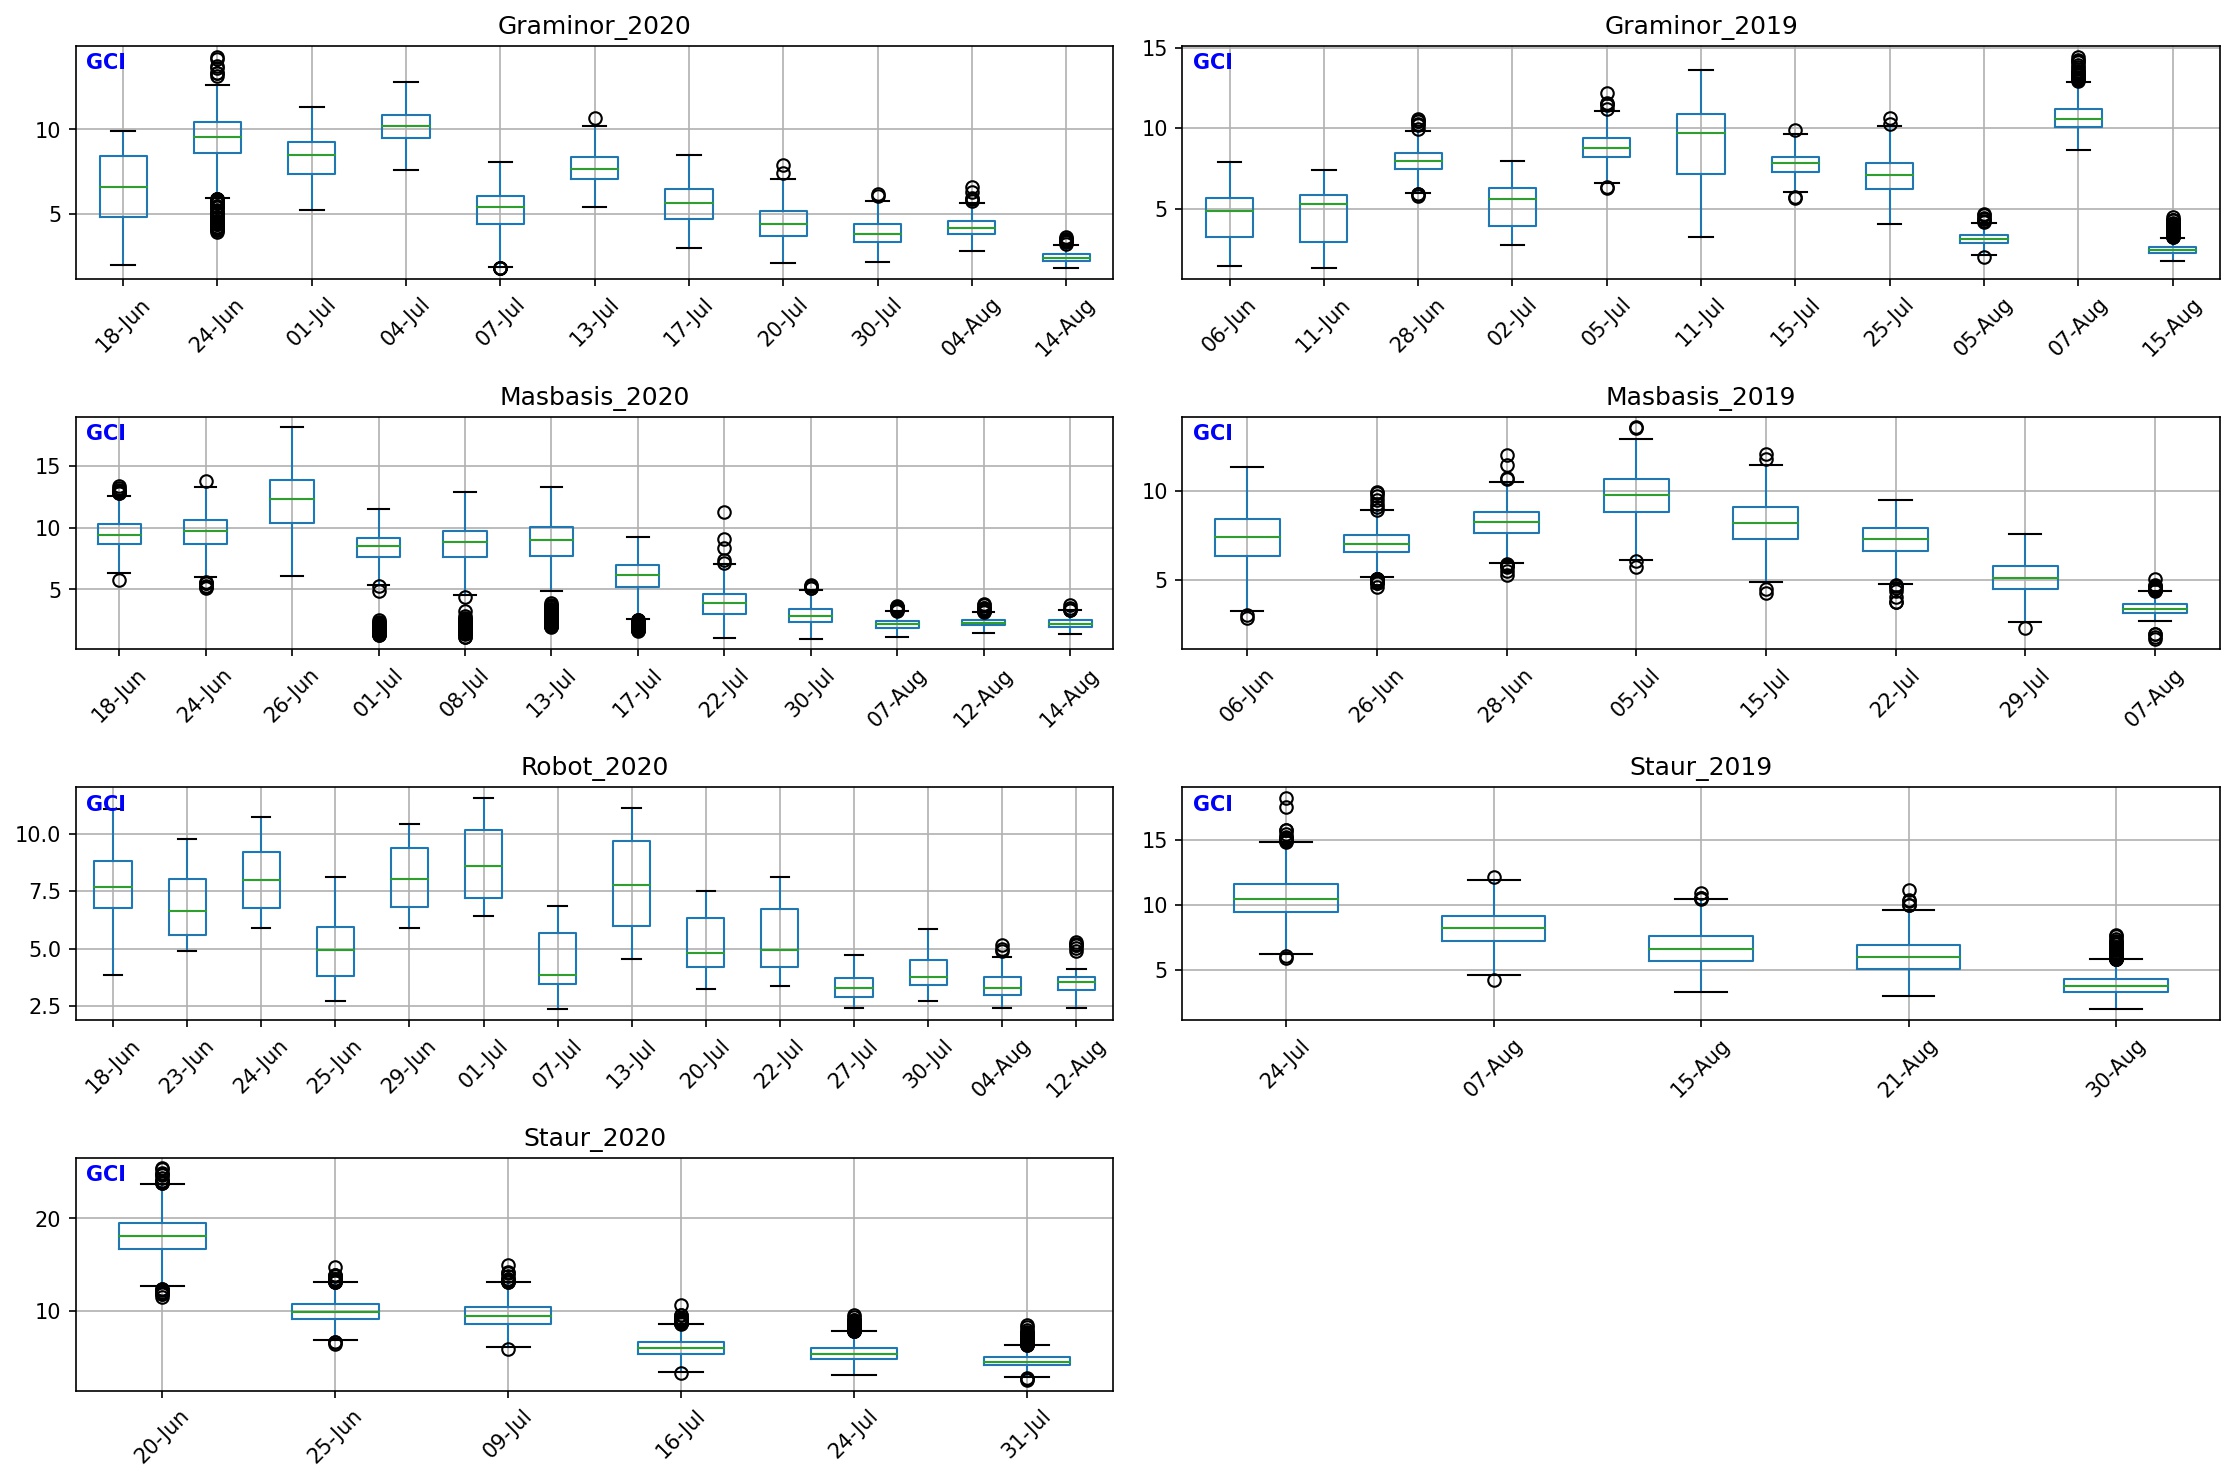 Graminor_2020
GCI
10
5
18-Jun 24-Jun 01-Jul 04-Jul 07-Jul 13-Jul 17-Jul 20-Jul 30-Jul 04-Aug 14-Aug
Graminor_2019
GCI
15
10
5
06-Jun 11-Jun 28-Jun 02-Jul 05-Jul 11-Jul 15-Jul 25-Jul 05-Aug 07-Aug 15-Aug
Masbasis_2020
GCI
15
10
5
18-Jun 24-Jun 26-Jun 01-Jul 08-Jul 13-Jul 17-Jul 22-Jul 30-Jul 07-Aug 12-Aug 14-Aug
Masbasis_2019
GCI
10
5
06-Jun 26-Jun 28-Jun 05-Jul 15-Jul 22-Jul 29-Jul 07-Aug
Robot_2020
GCI
10.0
7.5
5.0
2.5
18-Jun 23-Jun 24-Jun 25-Jun 29-Jun 01-Jul 07-Jul 13-Jul 20-Jul 22-Jul 27-Jul 30-Jul 04-Aug 12-Aug
Staur_2019
GCI
15
10
5
24-Jul 07-Aug 15-Aug 21-Aug 30-Aug
Staur_2020
GCI
20
10
20-Jun 25-Jun 09-Jul 16-Jul 24-Jul 31-Jul